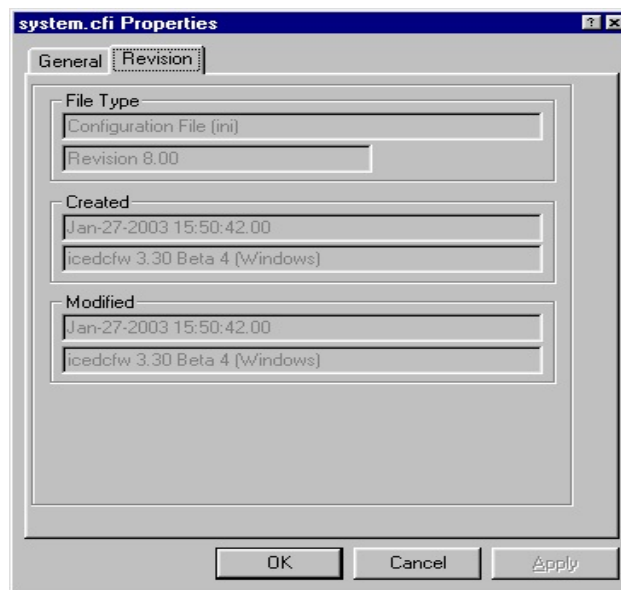 system.cfi Properties
General Revision
File Type
Configuration File (ini)
Revision 8.00
Created
Jan-27-2003 15:50:42.00
icedcfw 3.30 Beta 4 (Windows)
Modified
Jan-27-2003 15:50:42.00
icedcfw 3.30 Beta 4 (Windows)
OK Cancel Apply